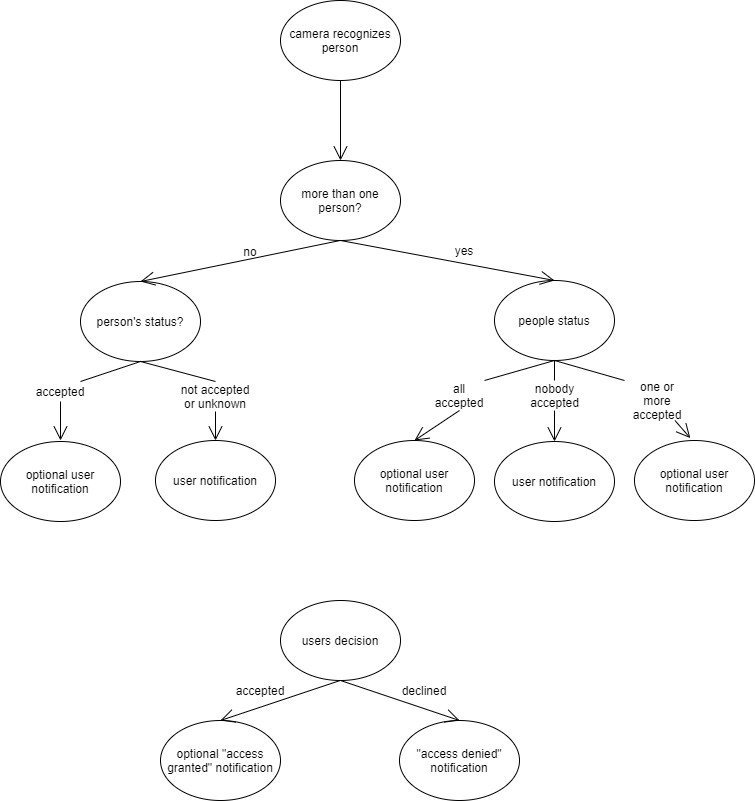 camera recognizes
person
more than one
person?
no
yes
person's status?
people status
accepted
not accepted
or unknown
all
accepted
nobody
accepted
one or
more
accepted
optional user
notification
user notification
optional user
notification
user notification
optional user
notification
users decision
accepted
declined
optional "access
granted" notification
"access denied"
notification